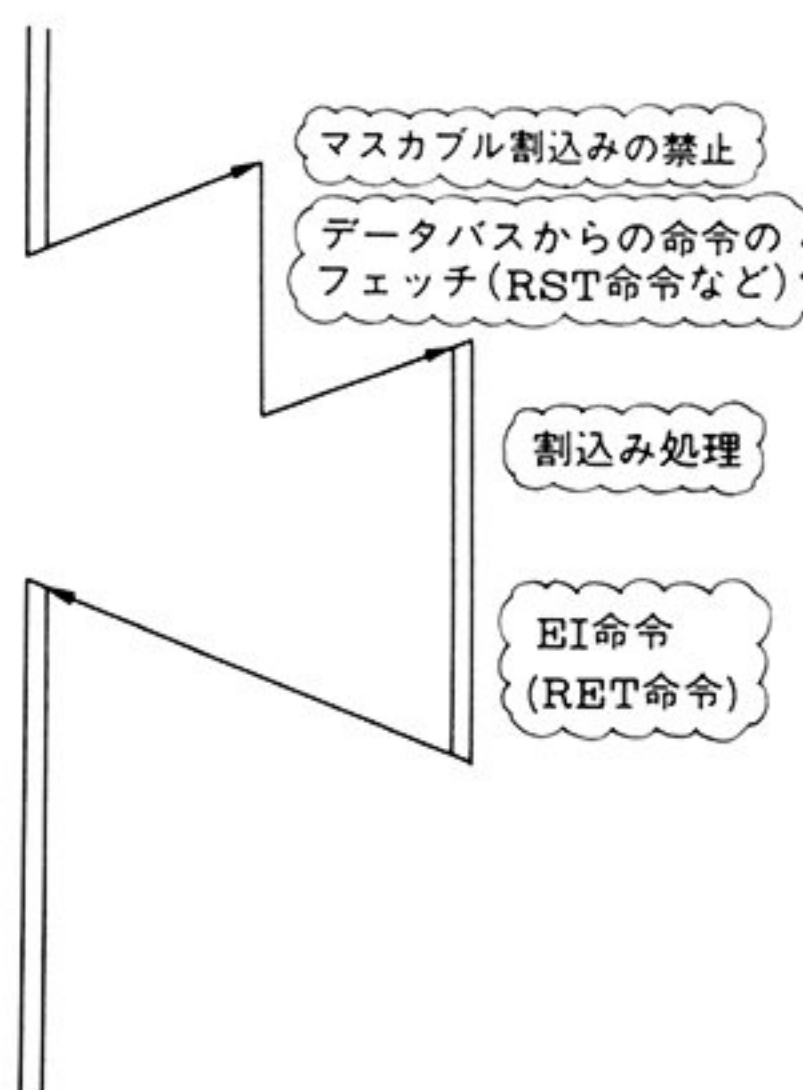 マスカブル割込みの禁止
データバスからの命令の
フェッチ(RST命令など)
割込み処理
EI命令
(RET命令)